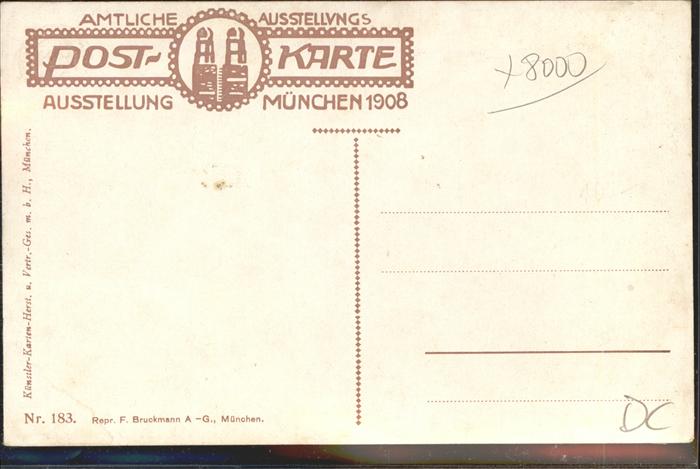 AMTLICHE AUSSTELLVNGS
POST- KARTE
AUSSTELLUNG MÜNCHEN 1908
x8000
Künstler-Karten-Herst. u. Vertr.-Ges. m. b. H., München.
Nr. 183. Repr. F. Bruckmann A -G., München.
DC